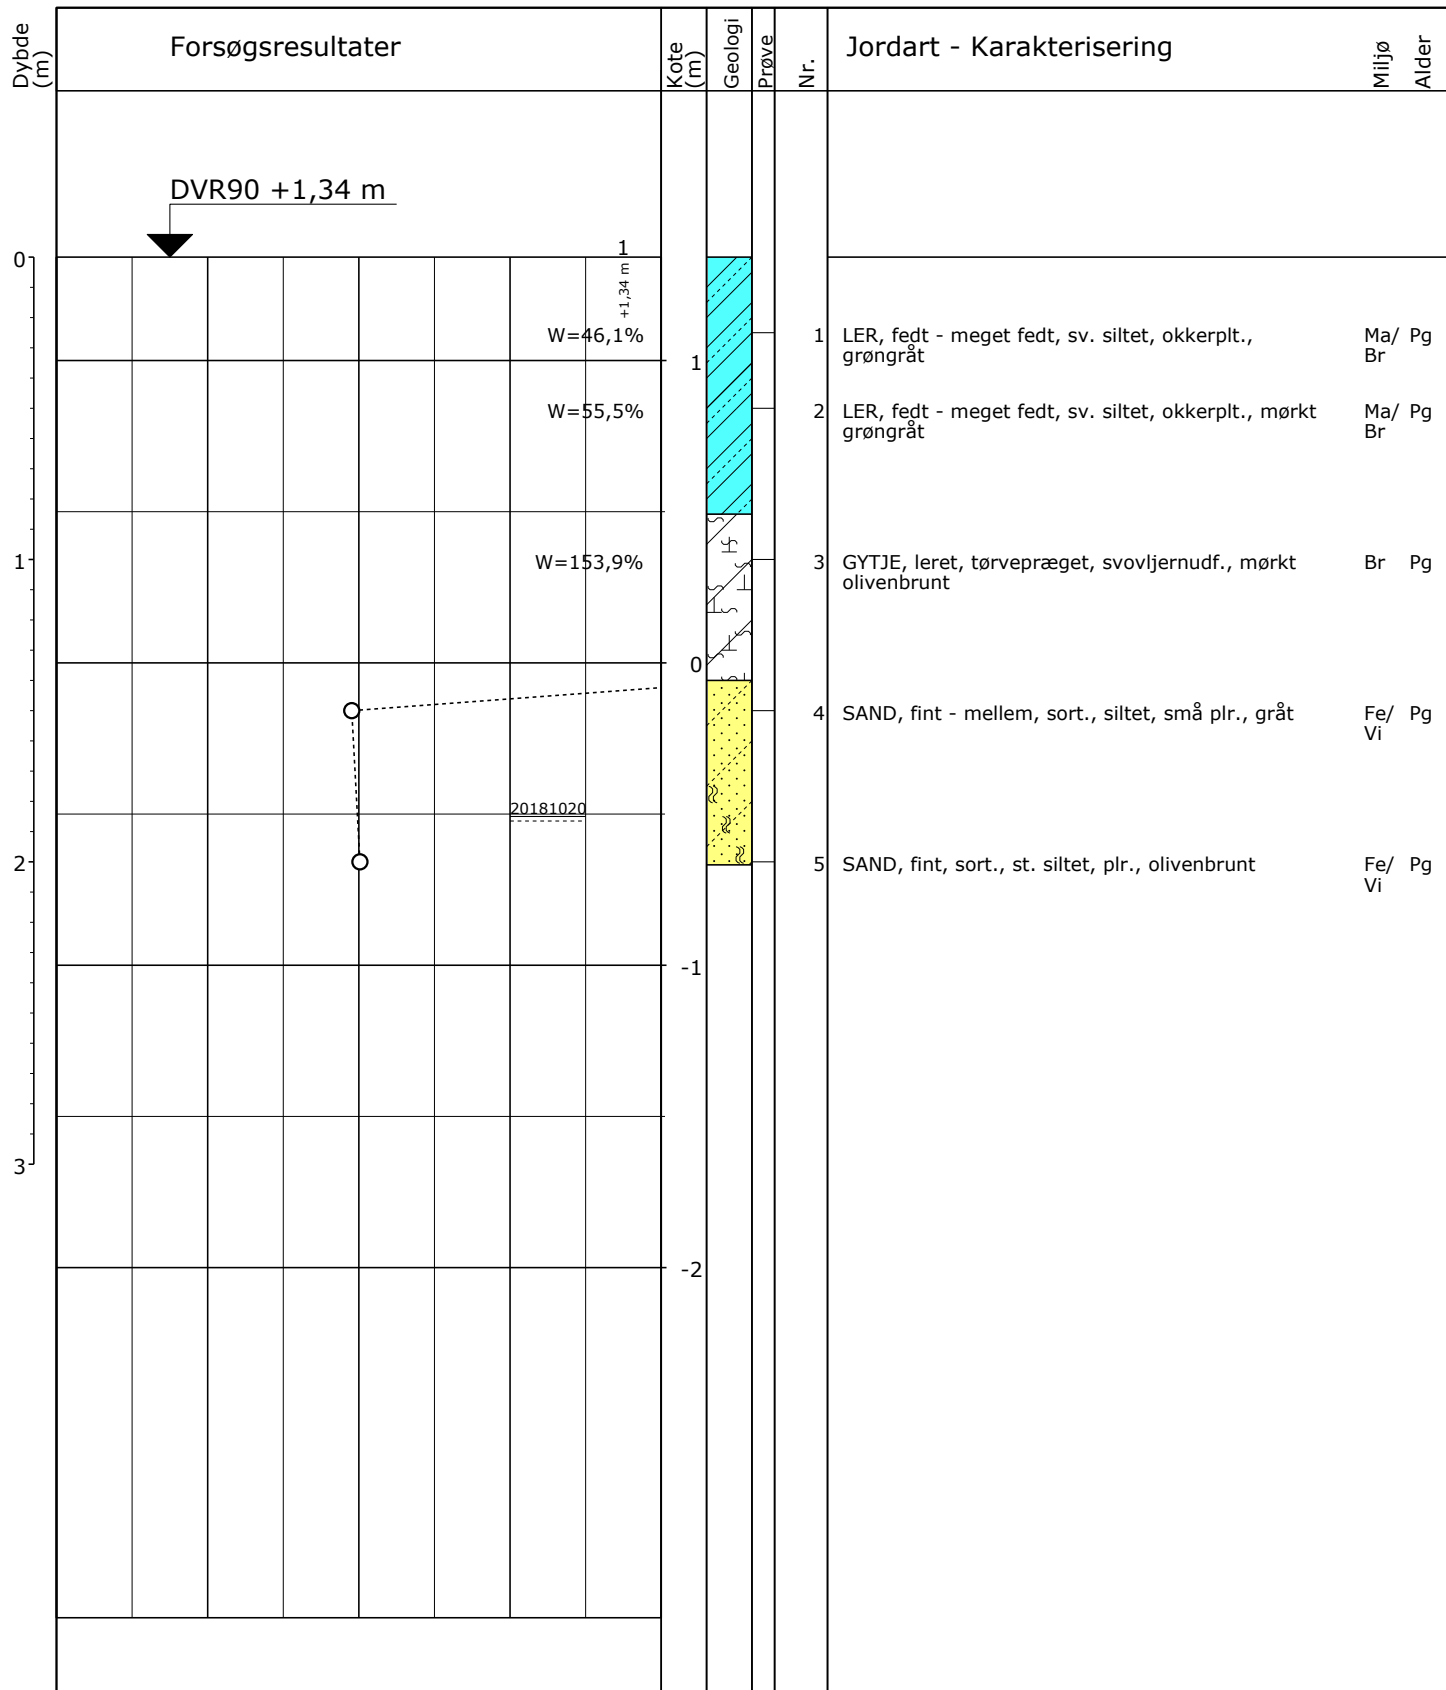 Dybde
(m)
Forsøgsresultater
Kote
(m)
Geologi
Prøve
Nr.
Jordart - Karakterisering
Miljø
Alder
DVR90 +1,34 m
0
1
+1,34 m
W=46,1%
1
1 LER, fedt - meget fedt, sv. siltet, okkerplt., Ma/ Pg
grøngråt Br
W=55,5%
2 LER, fedt - meget fedt, sv. siltet, okkerplt., mørkt Ma/ Pg
grøngråt Br
1
W=153,9%
3 GYTJE, leret, tørvepræget, svovljernudf., mørkt Br Pg
olivenbrunt
0
4 SAND, fint - mellem, sort., siltet, små plr., gråt Fe/ Pg
Vi
20181020
2
5 SAND, fint, sort., st. siltet, plr., olivenbrunt Fe/ Pg
Vi
-1
3
-2